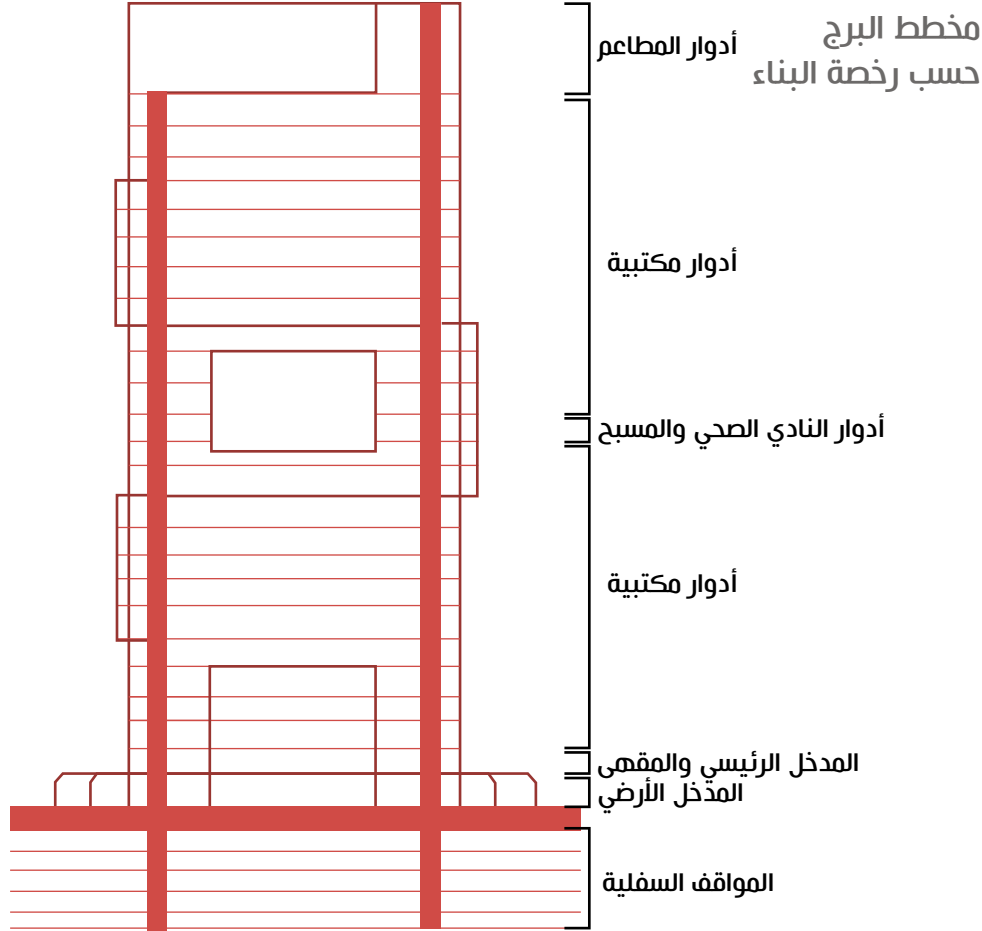 مخطط البرج
حسب رخصة البناء
أدوار المطاعم
أدوار مكتبية
أدوار النادي الصحي والمسبح
أدوار مكتبية
المدخل الرئيسي والمقهى
المدخل الأرضي
المواقف السفلية